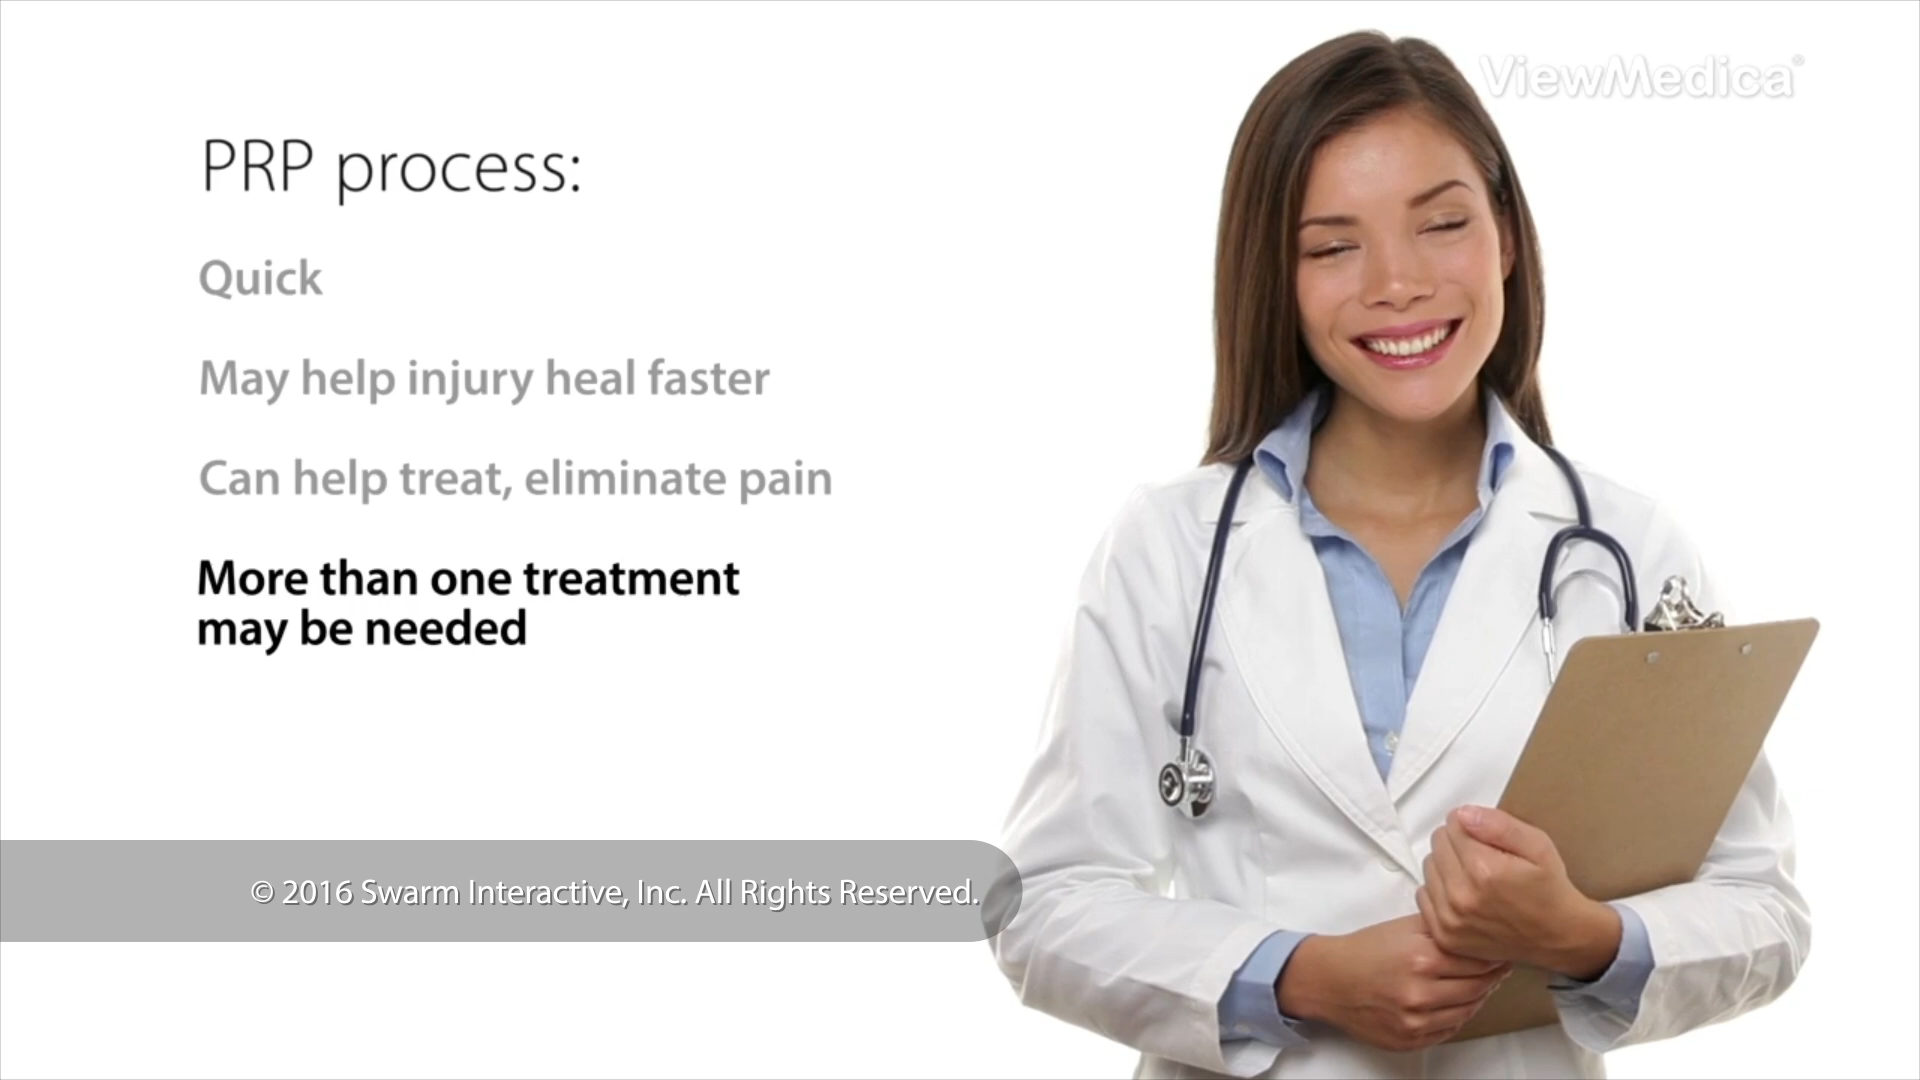 ViewMedica®
PRP process:
Quick
May help injury heal faster
Can help treat, eliminate pain
More than one treatment
may be needed
© 2016 Swarm Interactive, Inc. All Rights Reserved.